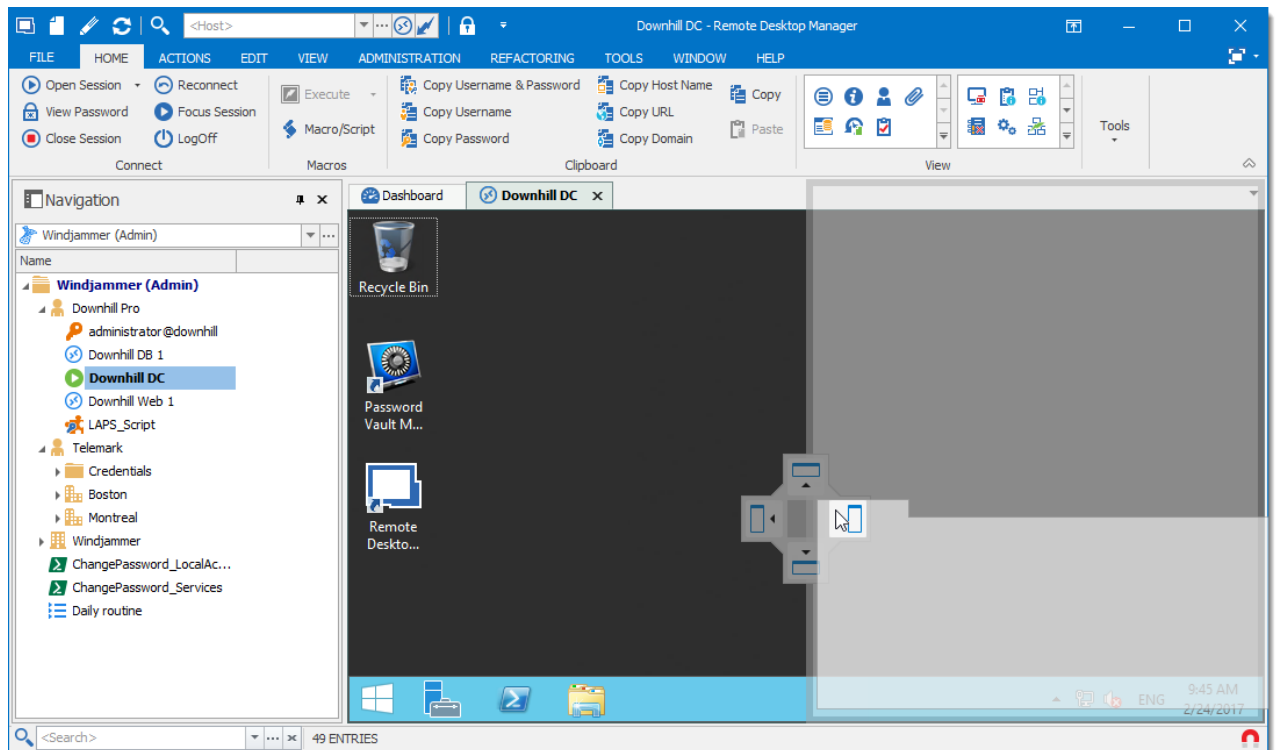 <Host>
Downhill DC - Remote Desktop Manager
FILE HOME ACTIONS EDIT VIEW ADMINISTRATION REFACTORING TOOLS WINDOW HELP
Open Session
Reconnect
View Password
Focus Session
Close Session
LogOff
Connect
Execute
Macro/Script
Macros
Copy Username & Password
Copy Host Name
Copy Username
Copy URL
Copy Password
Copy Domain
Copy
Paste
Clipboard
View
Tools
Navigation
Windjammer (Admin)
Name
Windjammer (Admin)
Downhill Pro
administrator@downhill
Downhill DB 1
Downhill DC
Downhill Web 1
LAPS_Script
Telemark
Credentials
Boston
Montreal
Windjammer
ChangePassword_LocalAc...
ChangePassword_Services
Daily routine
Dashboard
Downhill DC
Recycle Bin
Password
Vault M...
Remote
Deskto...
ENG
9:45 AM
2/24/2017
<Search>
49 ENTRIES